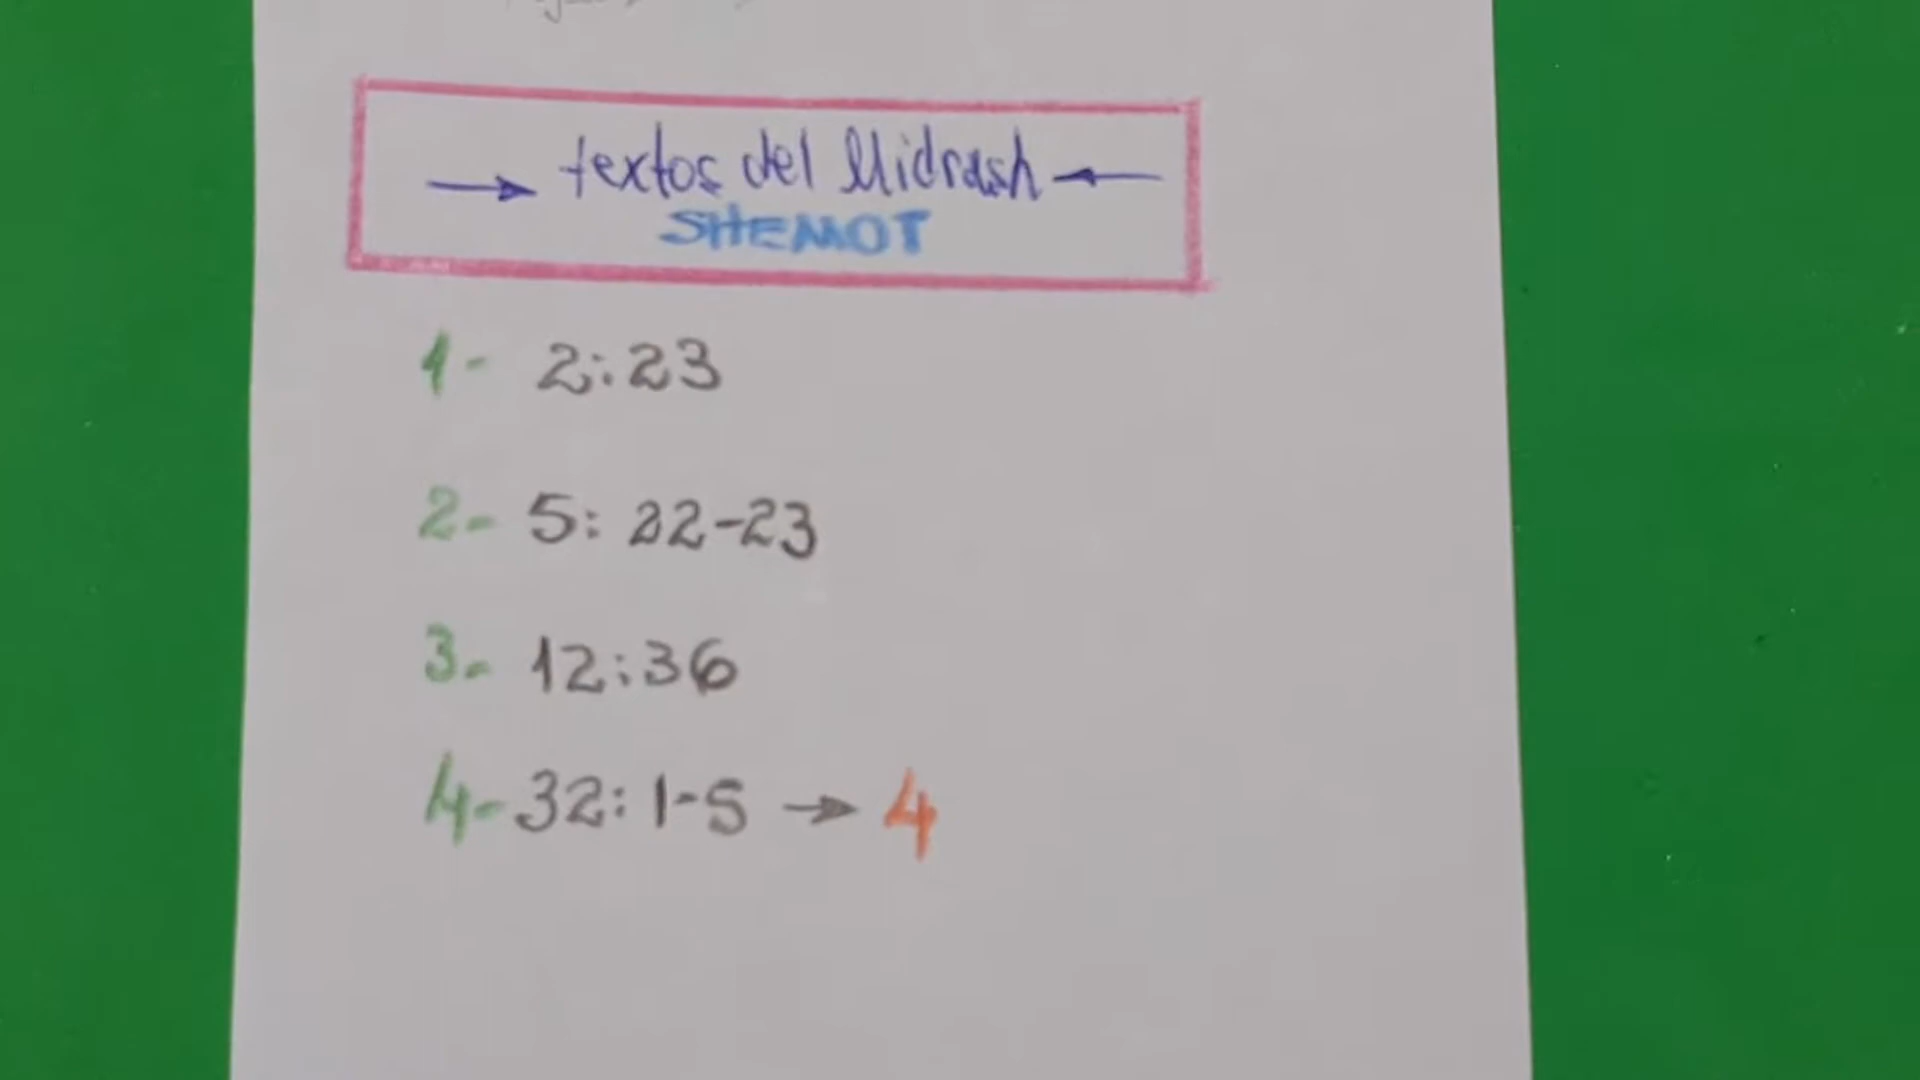 → textos del Midrash ←
SHEMOT
1- 2:23
2- 5: 22-23
3- 12:36
4- 32: 1-5 → 4